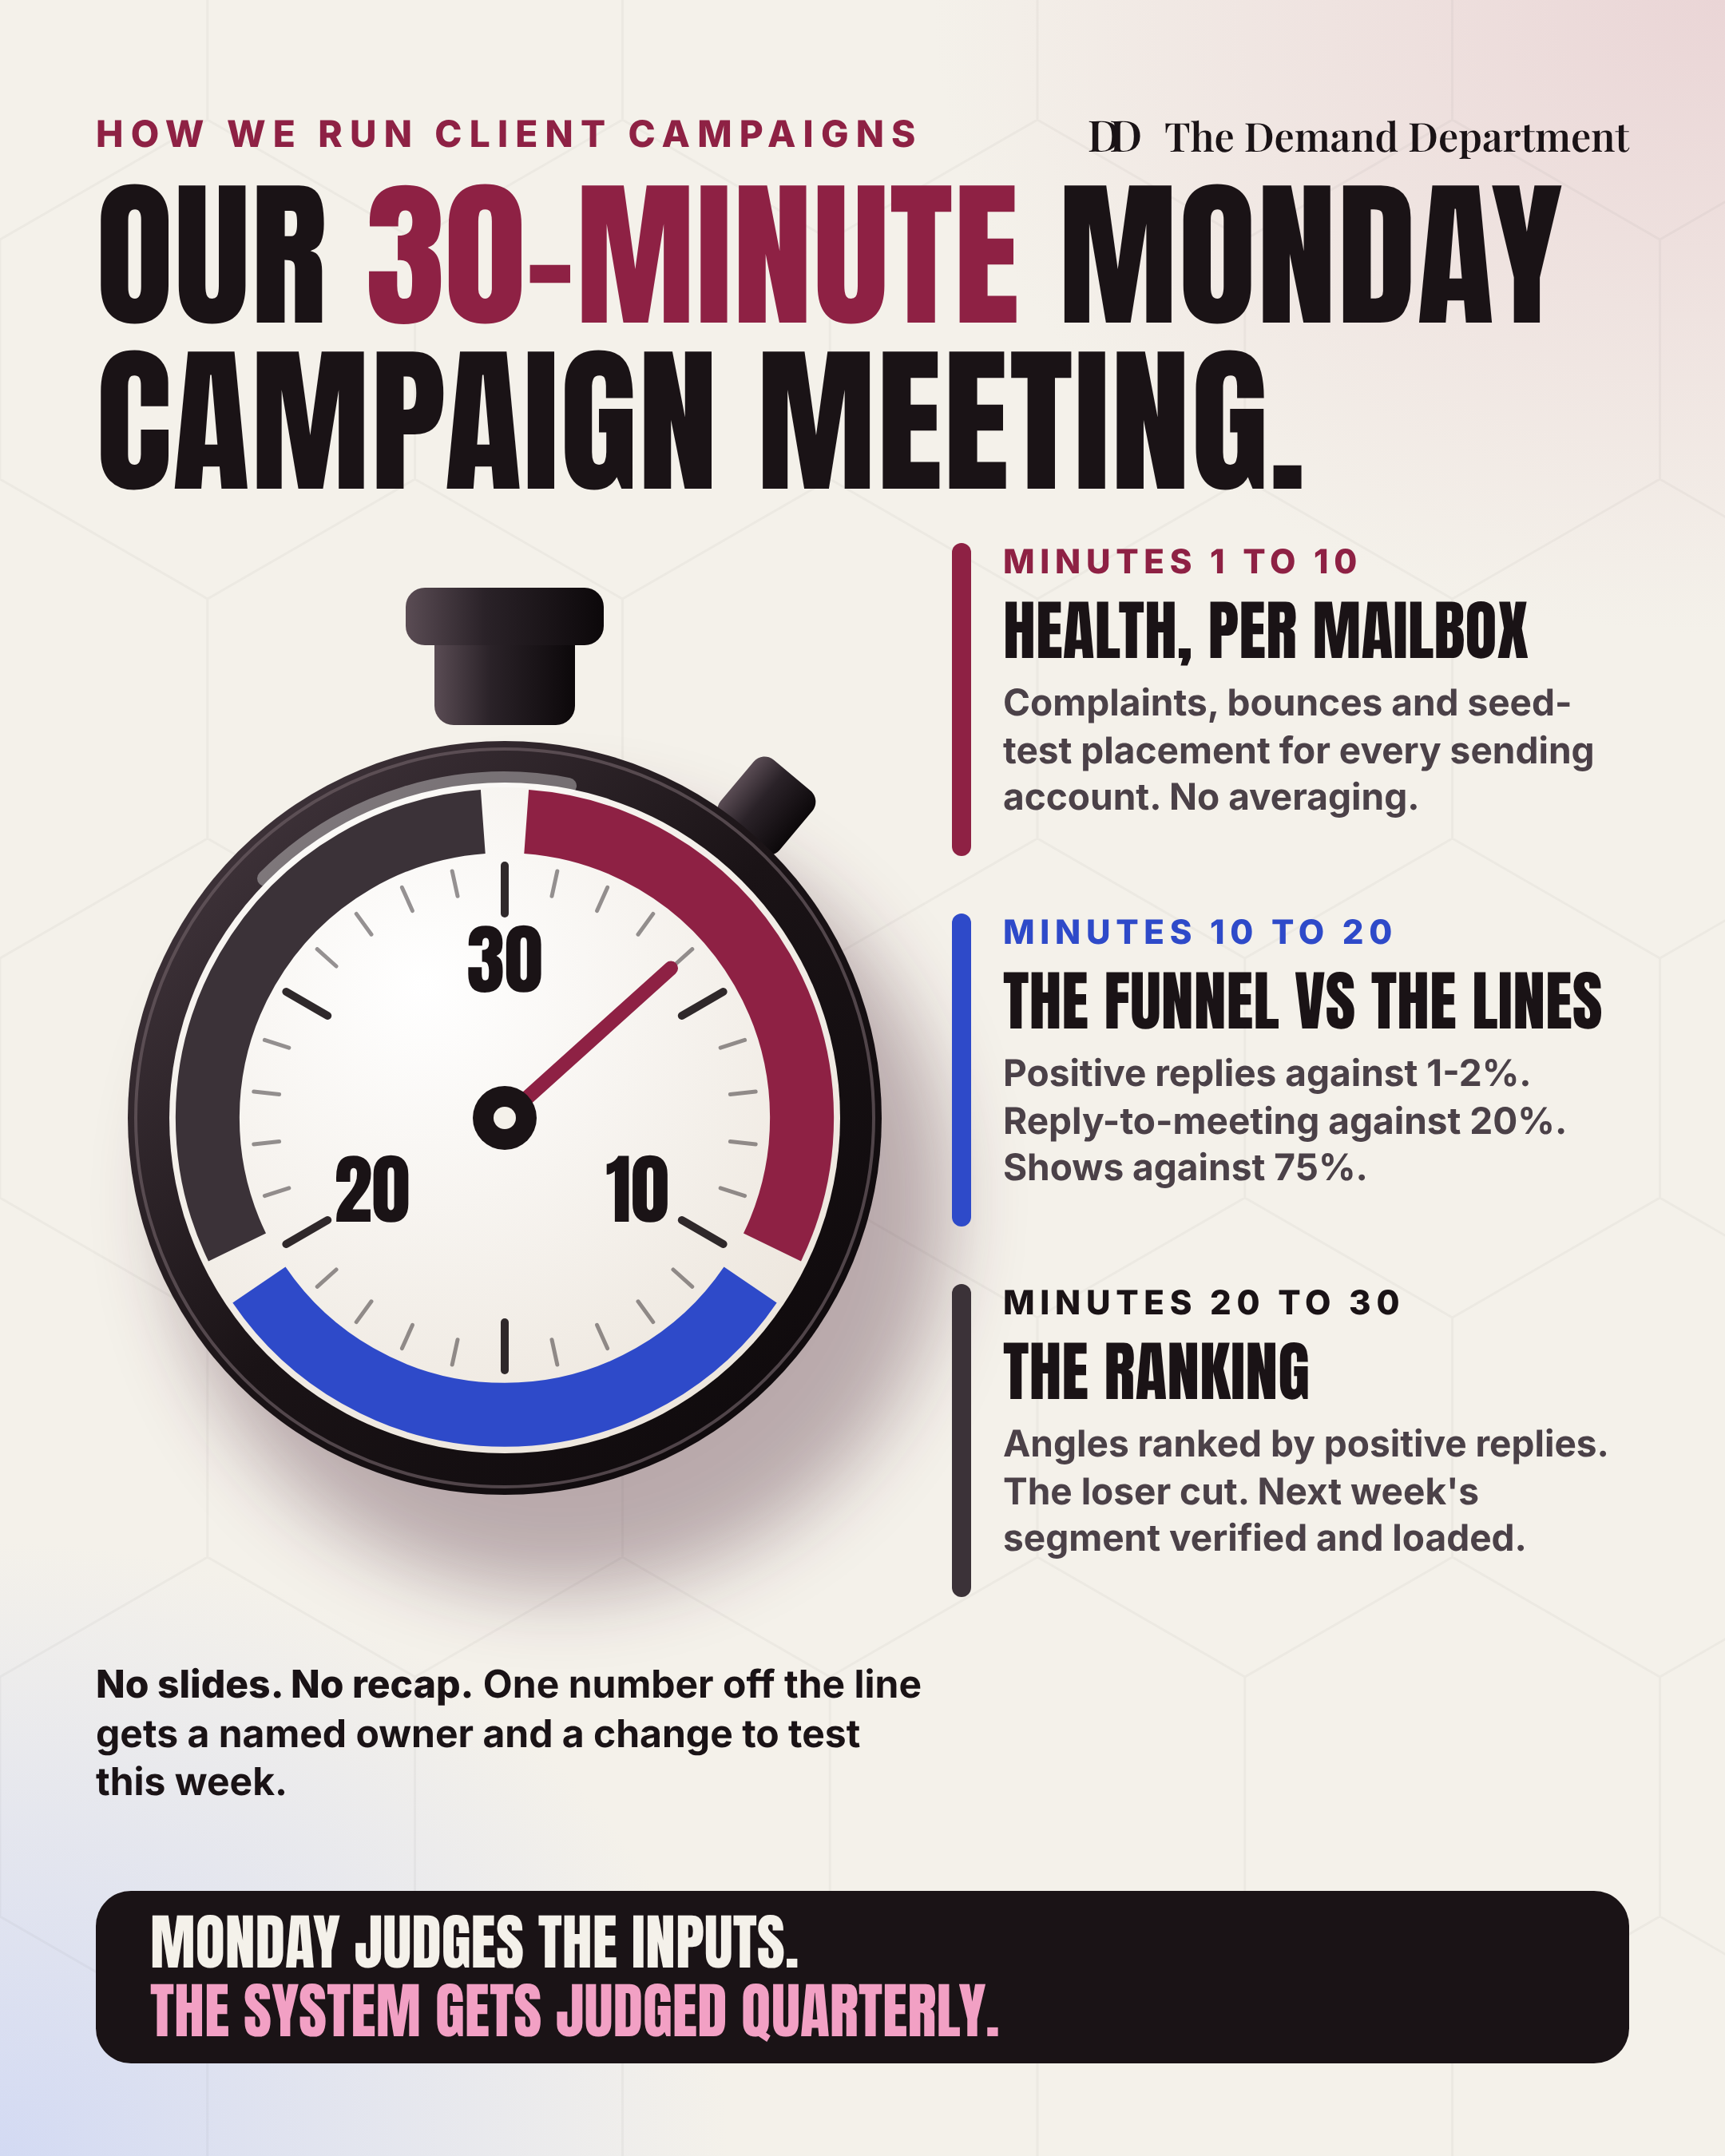 HOW WE RUN CLIENT CAMPAIGNS
DD The Demand Department
OUR 30-MINUTE MONDAY
CAMPAIGN MEETING.
MINUTES 1 TO 10
HEALTH, PER MAILBOX
Complaints, bounces and seed-
test placement for every sending
account. No averaging.
30
20
10
MINUTES 10 TO 20
THE FUNNEL VS THE LINES
Positive replies against 1-2%.
Reply-to-meeting against 20%.
Shows against 75%.
MINUTES 20 TO 30
THE RANKING
Angles ranked by positive replies.
The loser cut. Next week's
segment verified and loaded.
No slides. No recap. One number off the line
gets a named owner and a change to test
this week.
MONDAY JUDGES THE INPUTS.
THE SYSTEM GETS JUDGED QUARTERLY.